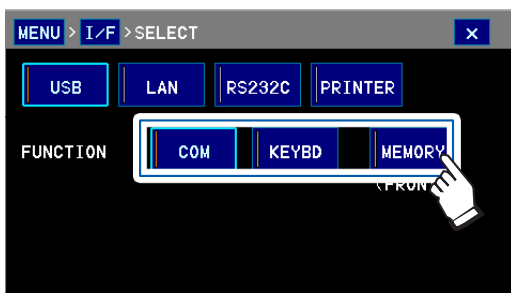 MENU > I/F >SELECT x
USB LAN RS232C PRINTER
FUNCTION COM KEYBD MEMORY